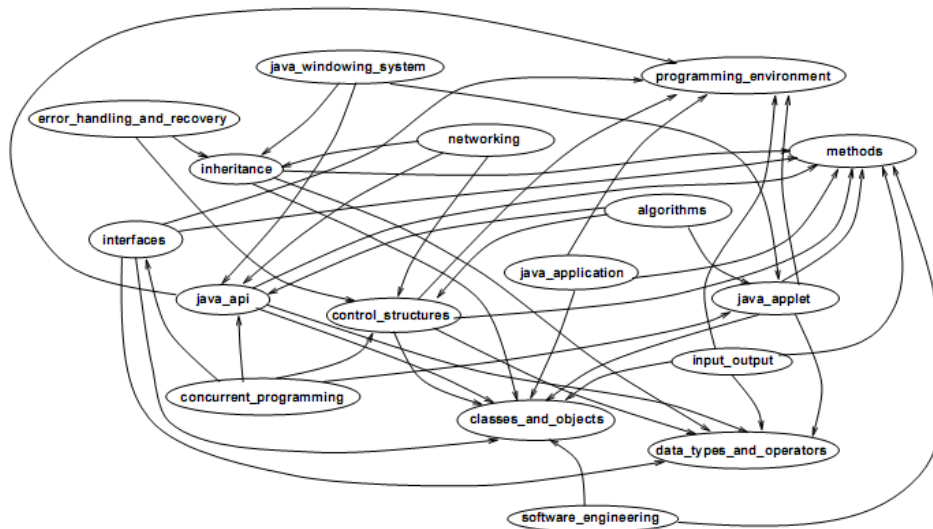 java_windowing_system
programming_environment
error_handling_and_recovery
networking
methods
inheritance
algorithms
interfaces
java_application
java_api
java_applet
control_structures
input_output
concurrent_programming
classes_and_objects
data_types_and_operators
software_engineering